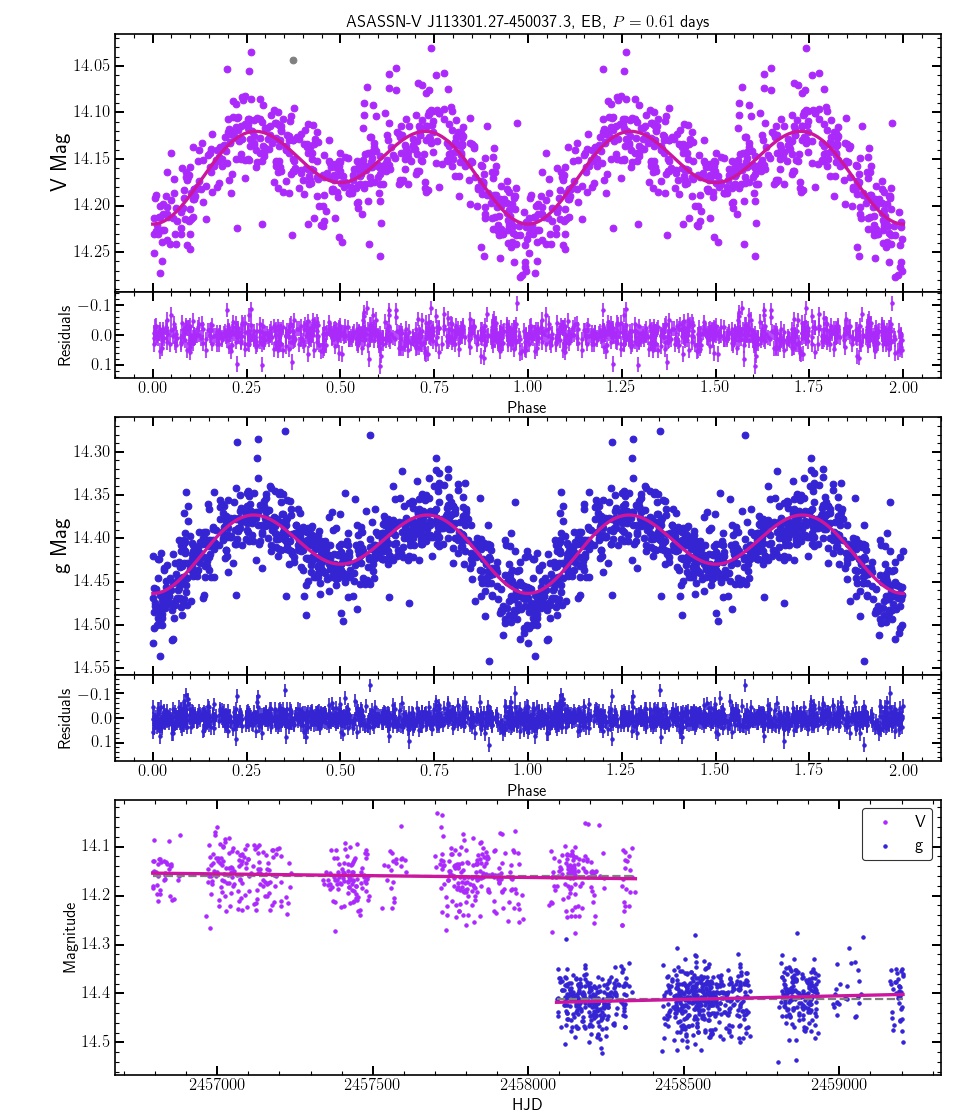 ASASSN-V J113301.27-450037.3, EB, P = 0.61 days
V Mag
14.05
14.10
14.15
14.20
14.25
Residuals
−0.1
0.0
0.1
0.00 0.25 0.50 0.75 1.00 1.25 1.50 1.75 2.00
Phase
g Mag
14.30
14.35
14.40
14.45
14.50
14.55
Residuals
−0.1
0.0
0.1
0.00 0.25 0.50 0.75 1.00 1.25 1.50 1.75 2.00
Phase
Magnitude
14.1
14.2
14.3
14.4
14.5
V
g
2457000 2457500 2458000 2458500 2459000
HJD